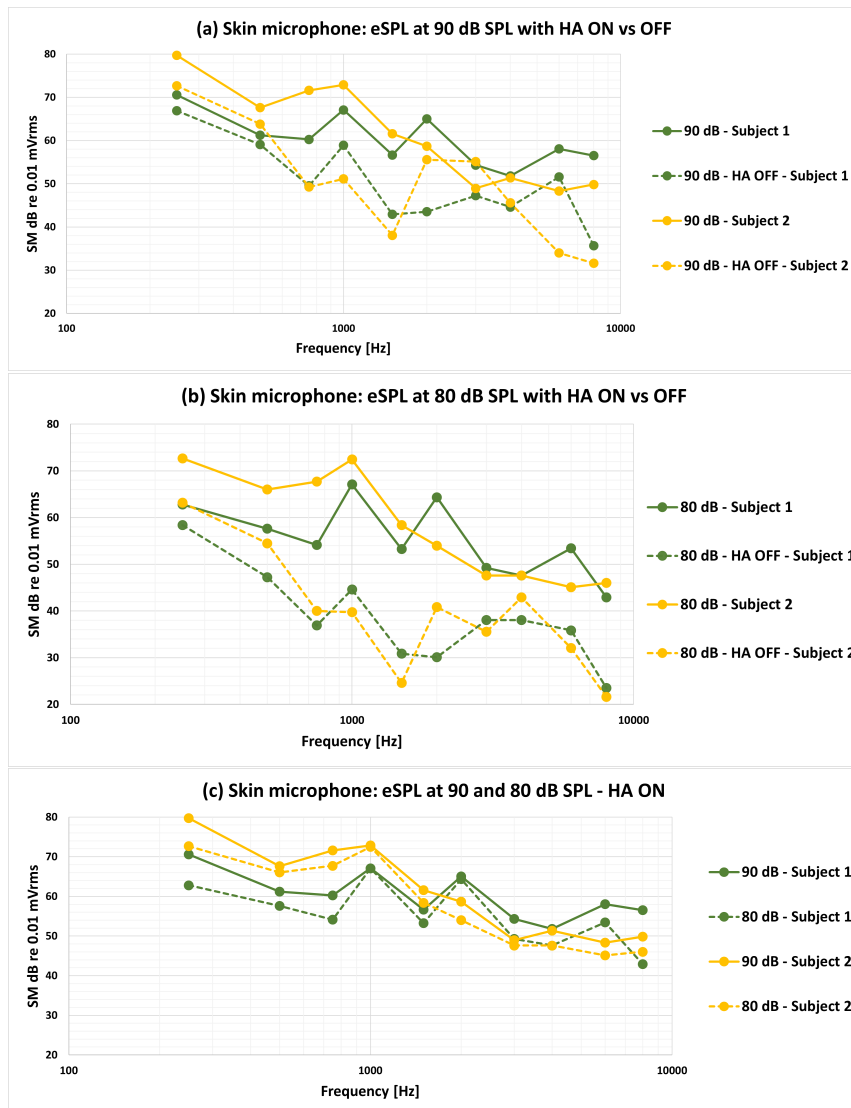 (a) Skin microphone: eSPL at 90 dB SPL with HA ON vs OFF
SM dB re 0.01 mVrms
80
70
60
50
40
30
20
100
1000
10000
Frequency [Hz]
90 dB - Subject 1
90 dB - HA OFF - Subject 1
90 dB - Subject 2
90 dB - HA OFF - Subject 2
(b) Skin microphone: eSPL at 80 dB SPL with HA ON vs OFF
SM dB re 0.01 mVrms
80
70
60
50
40
30
20
100
1000
10000
Frequency [Hz]
80 dB - Subject 1
80 dB - HA OFF - Subject 1
80 dB - Subject 2
80 dB - HA OFF - Subject 2
(c) Skin microphone: eSPL at 90 and 80 dB SPL - HA ON
SM dB re 0.01 mVrms
80
70
60
50
40
30
20
100
1000
10000
Frequency [Hz]
90 dB - Subject 1
80 dB - Subject 1
90 dB - Subject 2
80 dB - Subject 2